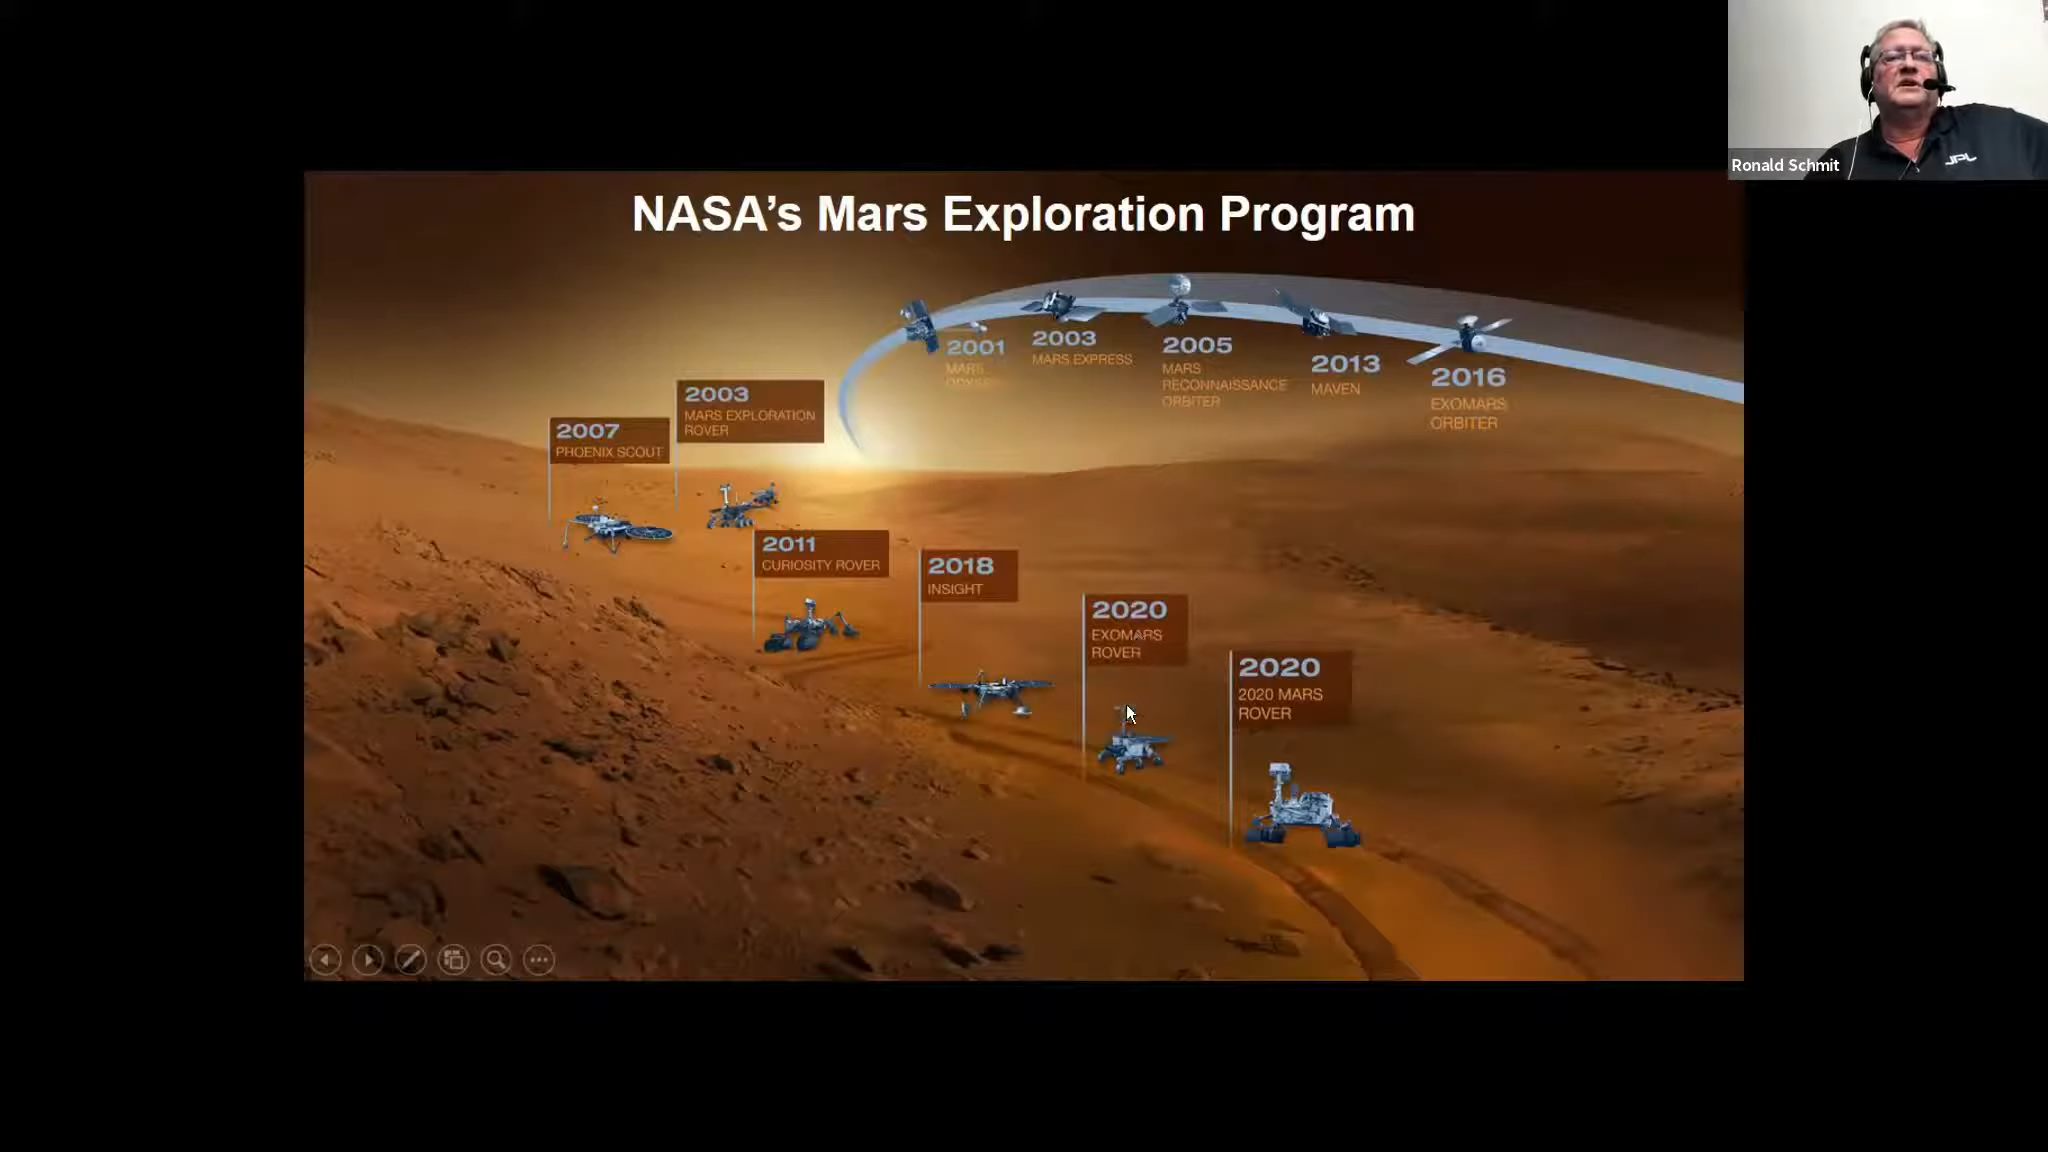 Ronald Schmit
JPL
NASA's Mars Exploration Program
2001
MARS
ODYSSEY
2003
MARS EXPRESS
2005
MARS
RECONNAISSANCE
ORBITER
2013
MAVEN
2016
EXOMARS
ORBITER
2003
MARS EXPLORATION
ROVER
2007
PHOENIX SCOUT
2011
CURIOSITY ROVER
2018
INSIGHT
2020
EXOMARS
ROVER
2020
2020 MARS
ROVER